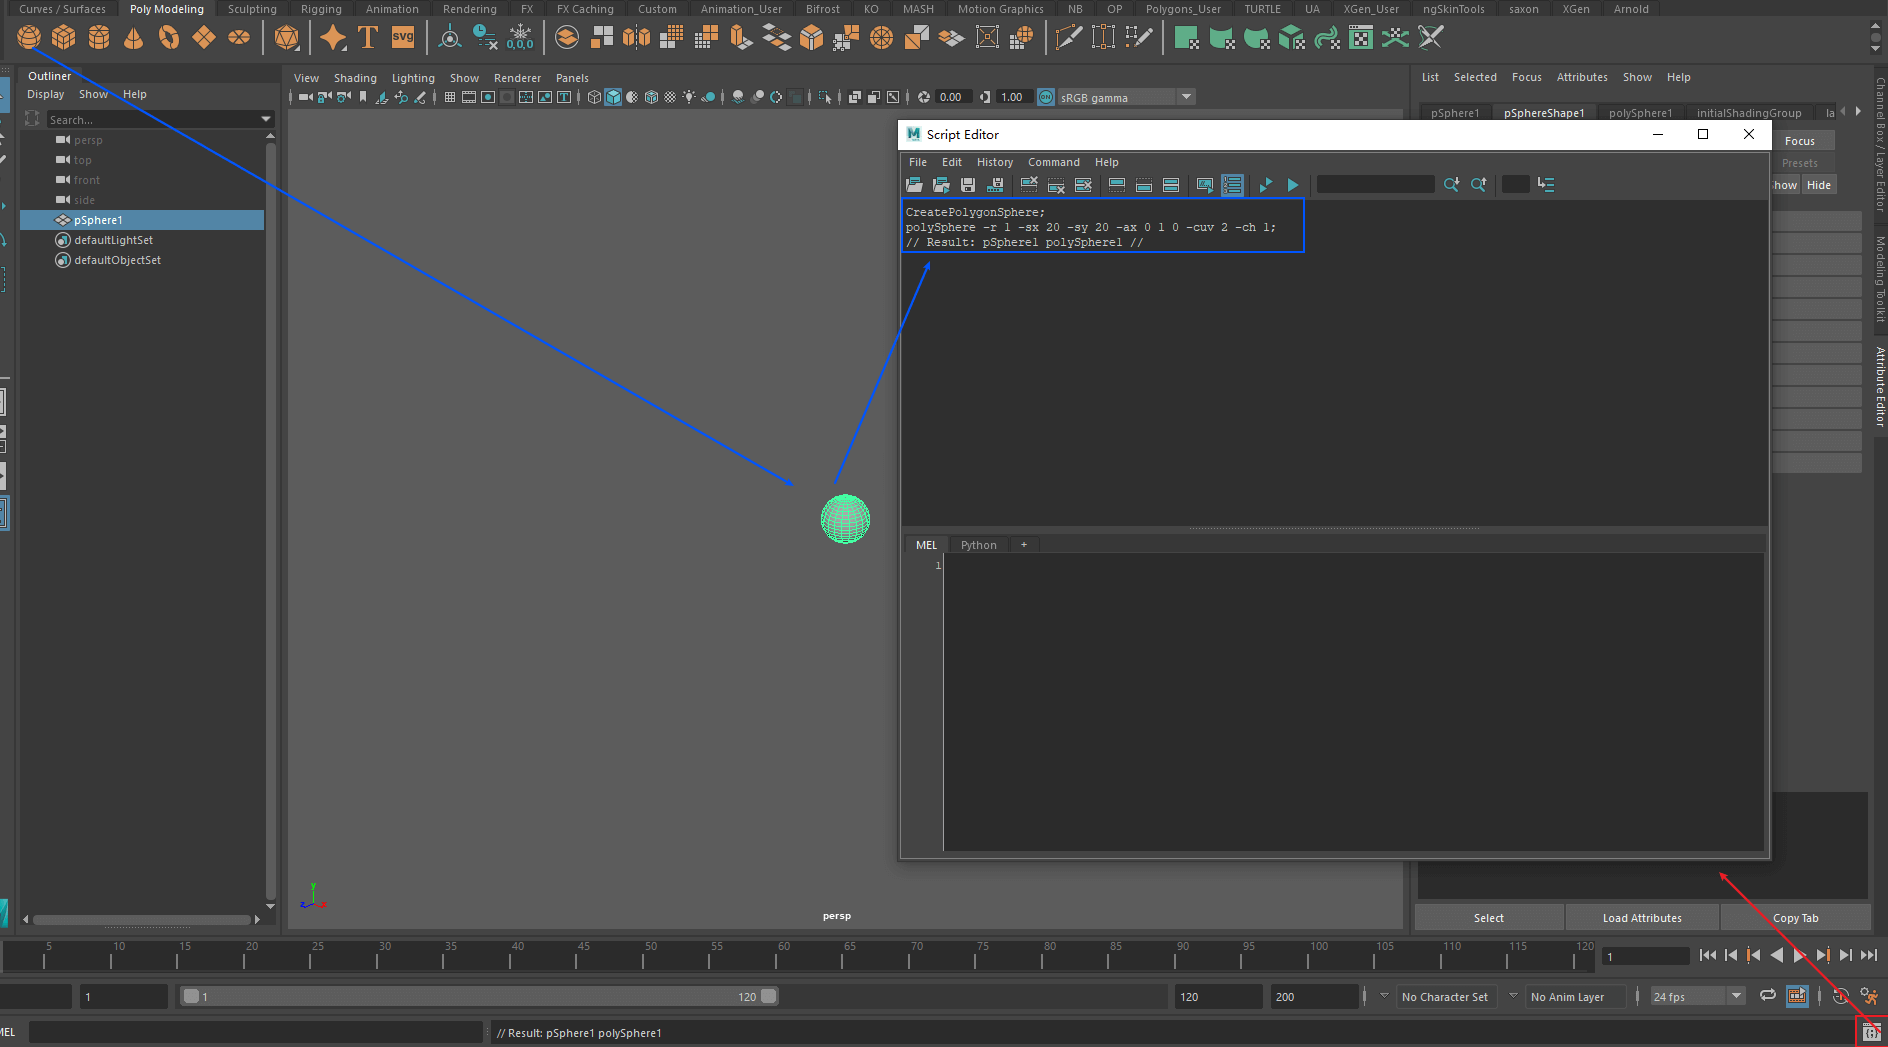 Curves / Surfaces Poly Modeling Sculpting Rigging Animation Rendering FX FX Caching Custom Animation_User Bifrost KO MASH Motion Graphics NB OP Polygons_User TURTLE UA XGen_User ngSkinTools saxon XGen Arnold
svg
0,0,0
Outliner
Display Show Help
Search...
persp
top
front
side
pSphere1
defaultLightSet
defaultObjectSet
View Shading Lighting Show Renderer Panels
0.00 1.00 ON sRGB gamma
persp
y
z x
List Selected Focus Attributes Show Help
pSphere1 pSphereShape1 polySphere1 initialShadingGroup la
Focus
Presets
Show Hide
Channel Box / Layer Editor
Modeling Toolkit
Attribute Editor
Script Editor
File Edit History Command Help
CreatePolygonSphere;
polySphere -r 1 -sx 20 -sy 20 -ax 0 1 0 -cuv 2 -ch 1;
// Result: pSphere1 polySphere1 //
MEL Python +
1
Select Load Attributes Copy Tab
5 10 15 20 25 30 35 40 45 50 55 60 65 70 75 80 85 90 95 100 105 110 115 120
1
1 1 120 120 200 No Character Set No Anim Layer 24 fps
MEL // Result: pSphere1 polySphere1